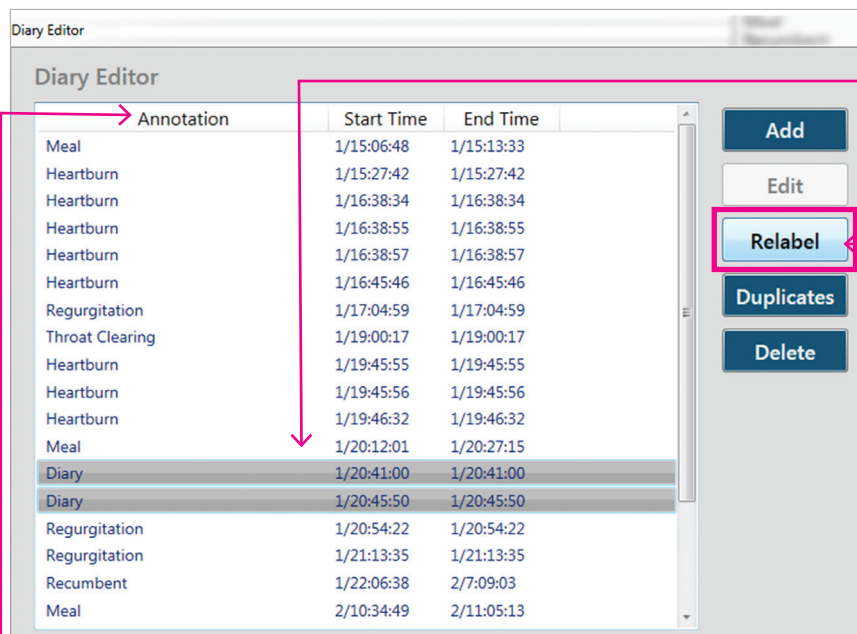 Diary Editor
Diary Editor
Annotation Start Time End Time
Meal 1/15:06:48 1/15:13:33
Heartburn 1/15:27:42 1/15:27:42
Heartburn 1/16:38:34 1/16:38:34
Heartburn 1/16:38:55 1/16:38:55
Heartburn 1/16:38:57 1/16:38:57
Heartburn 1/16:45:46 1/16:45:46
Regurgitation 1/17:04:59 1/17:04:59
Throat Clearing 1/19:00:17 1/19:00:17
Heartburn 1/19:45:55 1/19:45:55
Heartburn 1/19:45:56 1/19:45:56
Heartburn 1/19:46:32 1/19:46:32
Meal 1/20:12:01 1/20:27:15
Diary 1/20:41:00 1/20:41:00
Diary 1/20:45:50 1/20:45:50
Regurgitation 1/20:54:22 1/20:54:22
Regurgitation 1/21:13:35 1/21:13:35
Recumbent 1/22:06:38 2/7:09:03
Meal 2/10:34:49 2/11:05:13
Add
Edit
Relabel
Duplicates
Delete